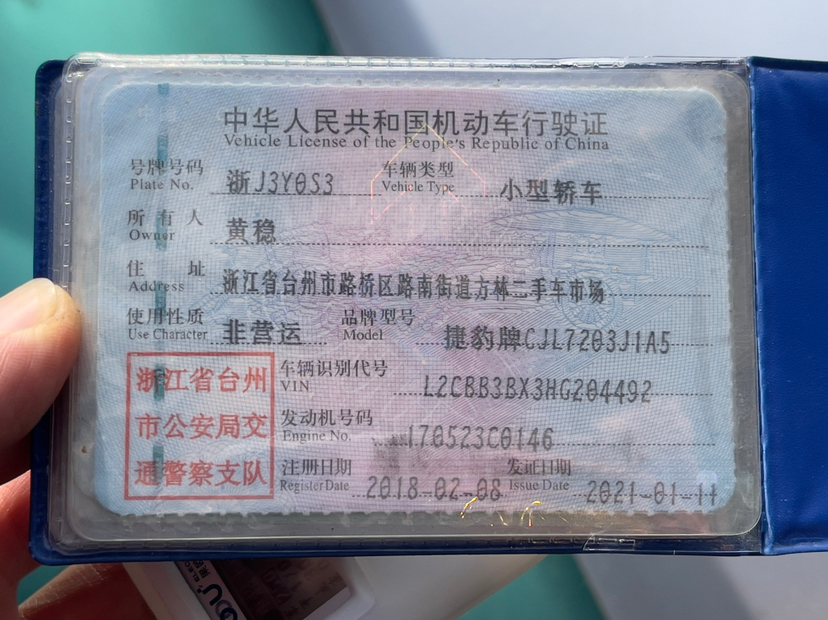 中华人民共和国机动车行驶证
Vehicle License of the People's Republic of China
号牌号码 浙J3Y0S3 车辆类型 小型轿车
Plate No. Vehicle Type
所有人 黄稳
Owner
住址 浙江省台州市路桥区路南街道方林二手车市场
Address
使用性质 非营运 品牌型号 捷豹牌CJL7203J1A5
Use Character Model
浙江省台州
市公安局交
通警察支队
车辆识别代号 L2CBB3BX3HG204492
VIN
发动机号码 170523C0146
Engine No.
注册日期 2018-02-08 发证日期 2021-01-11
Register Date Issue Date